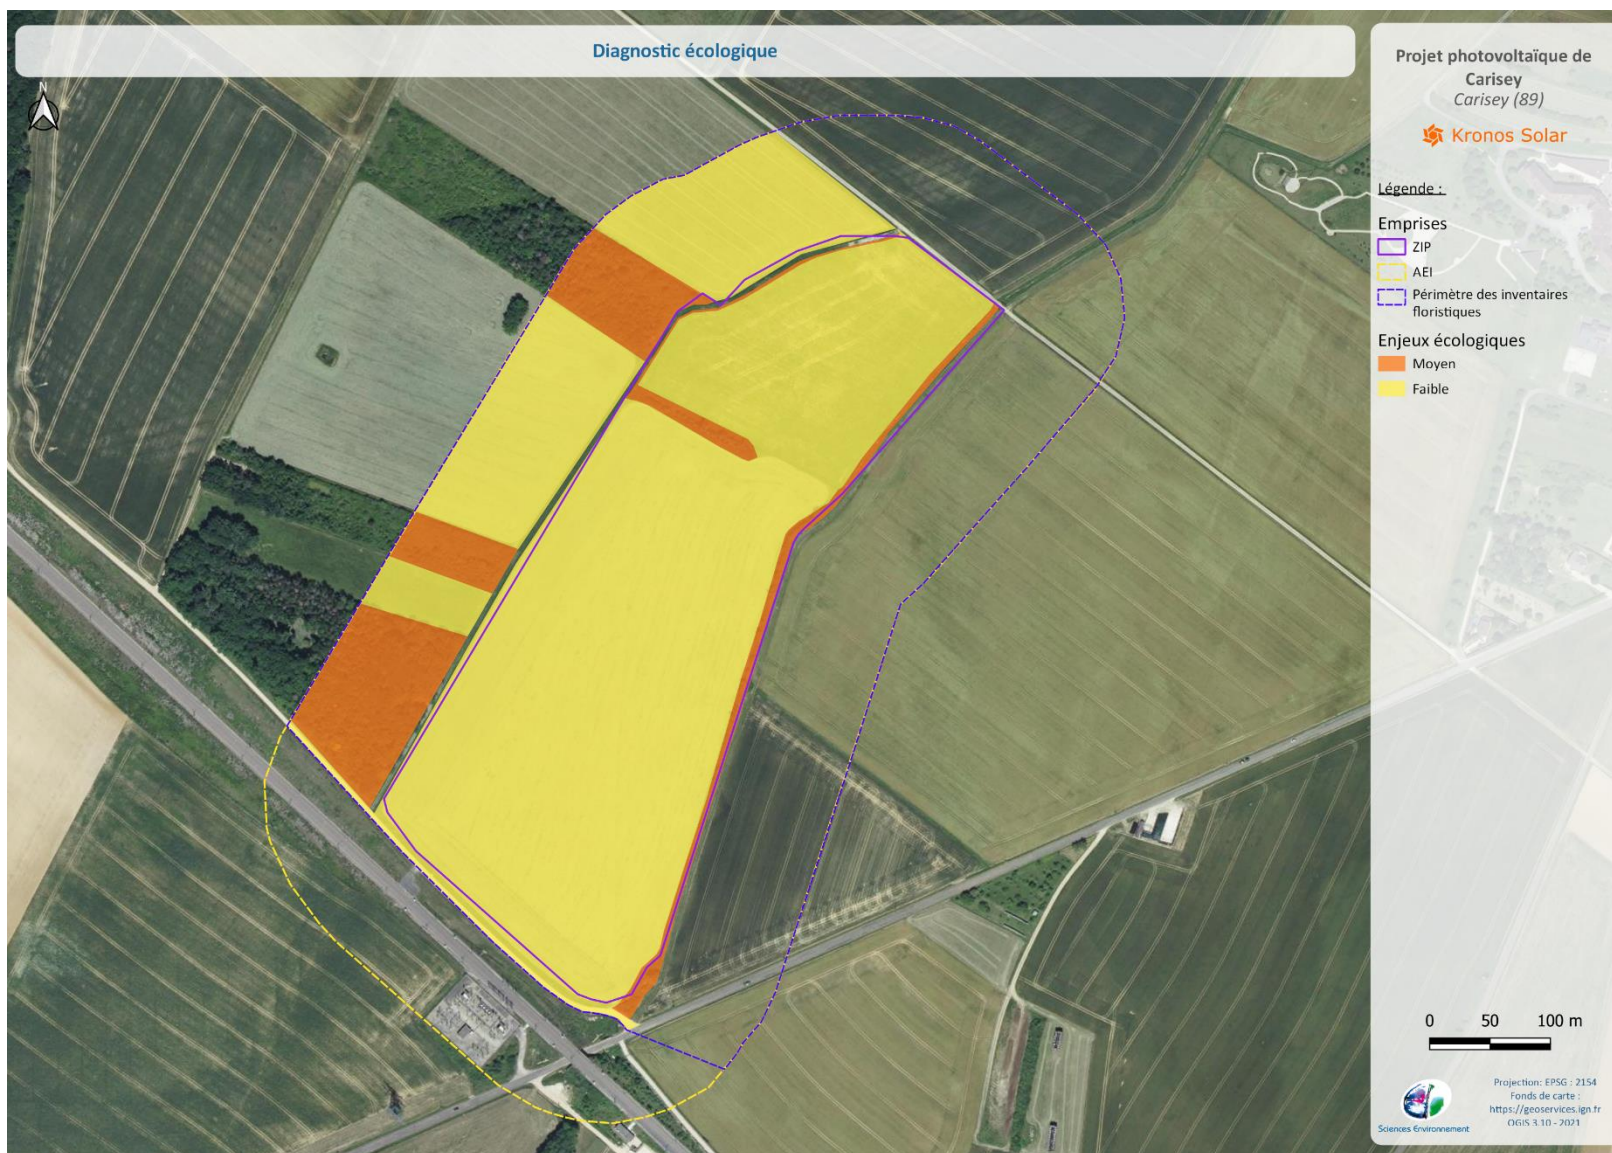 Diagnostic écologique
N
Projet photovoltaïque de
Carisey
Carisey (89)
Kronos Solar
Légende :
Emprises
ZIP
AEI
Périmètre des inventaires
floristiques
Enjeux écologiques
Moyen
Faible
0 50 100 m
Projection: EPSG : 2154
Fonds de carte :
https://geoservices.ign.fr
QGIS 3.10 - 2021
Sciences Environnement